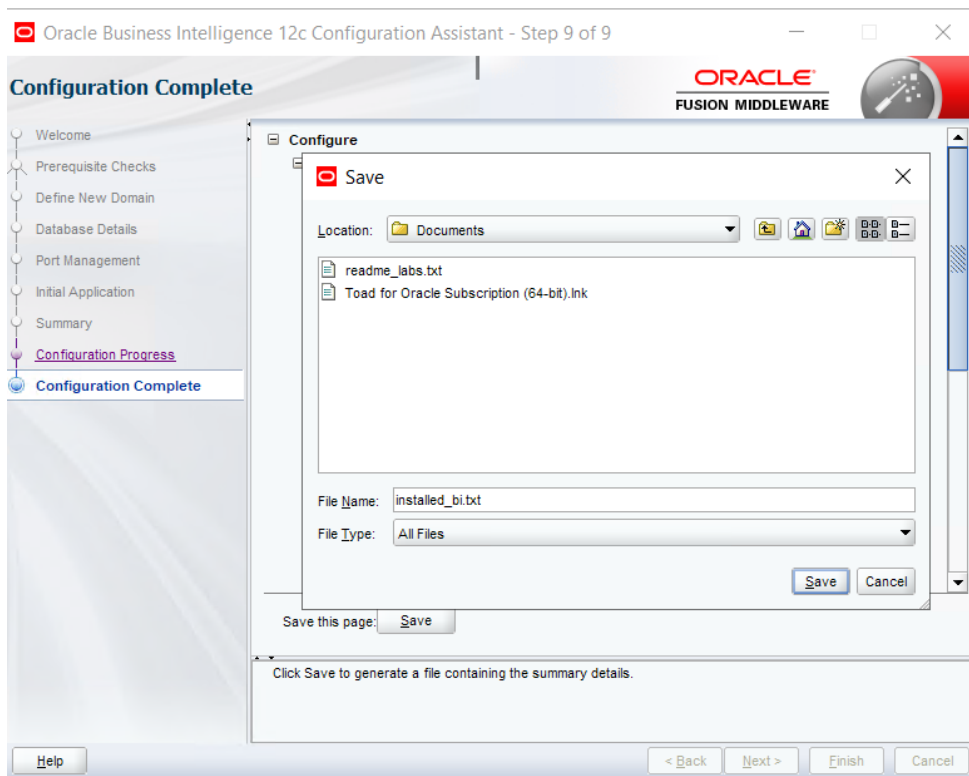 Oracle Business Intelligence 12c Configuration Assistant - Step 9 of 9
Configuration Complete
ORACLE
FUSION MIDDLEWARE
Welcome
Prerequisite Checks
Define New Domain
Database Details
Port Management
Initial Application
Summary
Configuration Progress
Configuration Complete
Configure
Save
Location: Documents
readme_labs.txt
Toad for Oracle Subscription (64-bit).lnk
File Name: installed_bi.txt
File Type: All Files
Save Cancel
Save this page: Save
Click Save to generate a file containing the summary details.
Help < Back Next > Finish Cancel